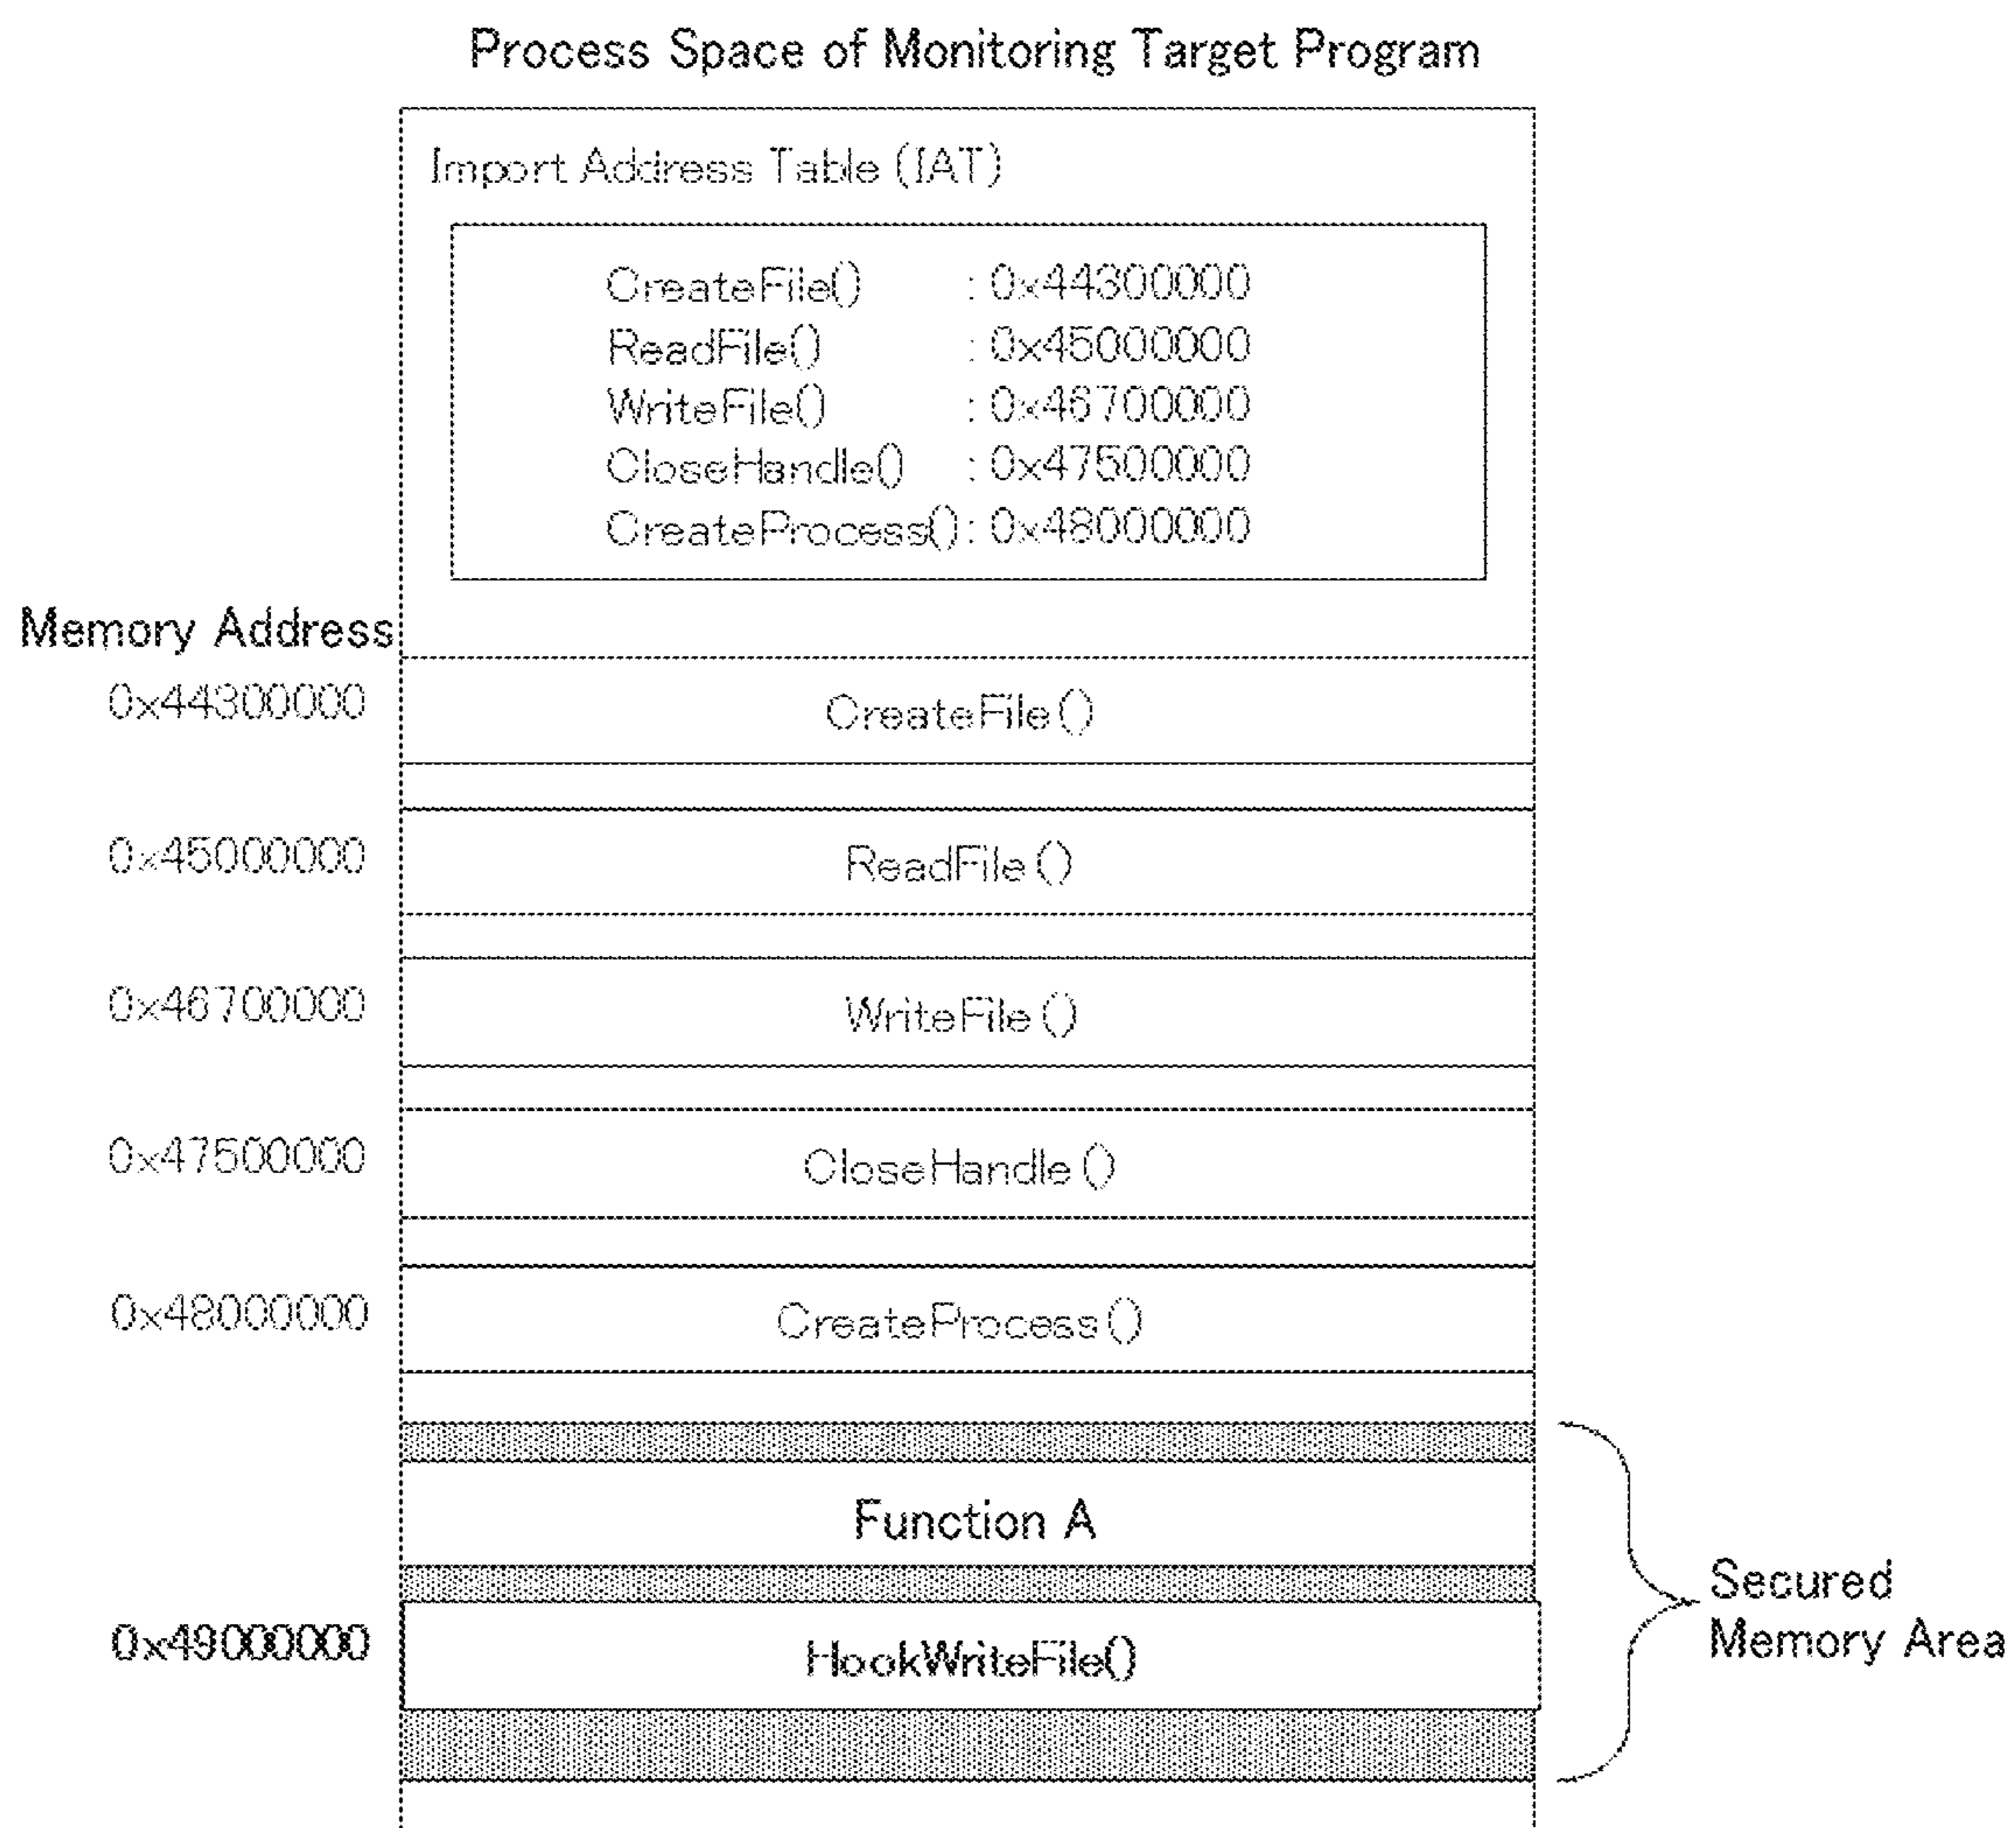 Process Space of Monitoring Target Program
Import Address Table (IAT)
CreateFile() : 0x44300000
ReadFile() : 0x45000000
WriteFile() : 0x46700000
CloseHandle() : 0x47500000
CreateProcess() : 0x48000000
Memory Address
0x44300000 CreateFile()
0x45000000 ReadFile()
0x46700000 WriteFile()
0x47500000 CloseHandle()
0x48000000 CreateProcess()
Function A
0x49000000 HookWriteFile()
Secured
Memory Area